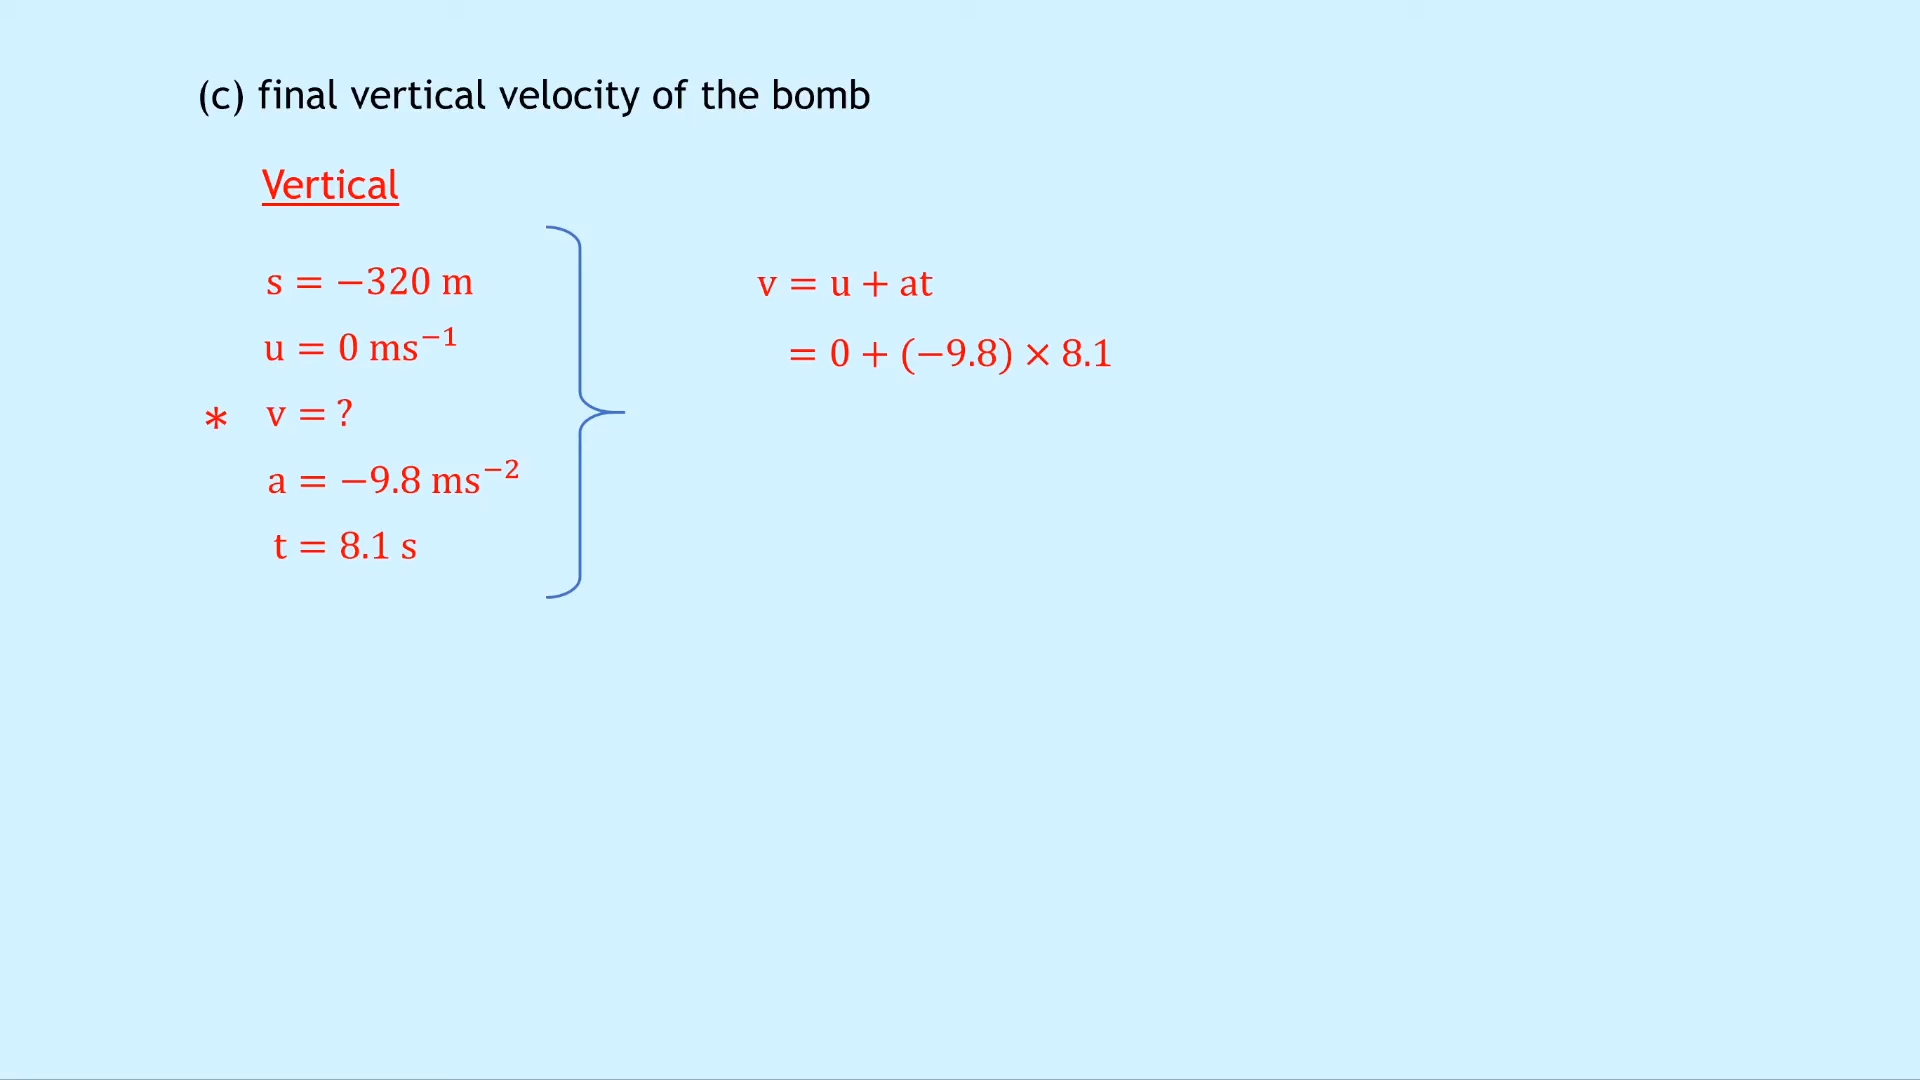 (c) final vertical velocity of the bomb
Vertical
s = −320 m
u = 0 ms⁻¹
* v = ?
a = −9.8 ms⁻²
t = 8.1 s
v = u + at
= 0 + (−9.8) × 8.1